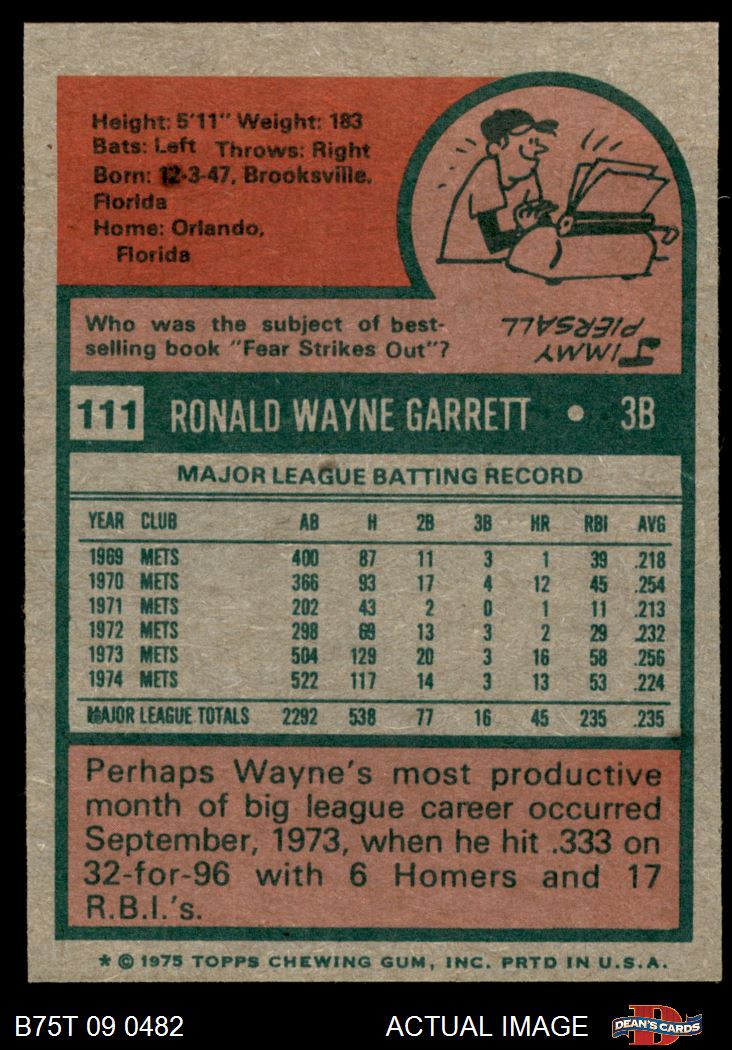 Height: 5'11" Weight: 183
Bats: Left Throws: Right
Born: 12-3-47, Brooksville,
Florida
Home: Orlando,
Florida
Who was the subject of best-
selling book "Fear Strikes Out"?
JIMMY
PIERSALL
111 RONALD WAYNE GARRETT • 3B
MAJOR LEAGUE BATTING RECORD
YEAR CLUB AB H 2B 3B HR RBI AVG
1969 METS 400 87 11 3 1 39 .218
1970 METS 366 93 17 4 12 45 .254
1971 METS 202 43 2 0 1 11 .213
1972 METS 298 69 13 3 2 29 .232
1973 METS 504 129 20 3 16 58 .256
1974 METS 522 117 14 3 13 53 .224
MAJOR LEAGUE TOTALS 2292 538 77 16 45 235 .235
Perhaps Wayne's most productive
month of big league career occurred
September, 1973, when he hit .333 on
32-for-96 with 6 Homers and 17
R.B.I.'s.
* © 1975 TOPPS CHEWING GUM, INC. PRTD IN U.S.A.
B75T 09 0482 ACTUAL IMAGE D DEAN'S CARDS